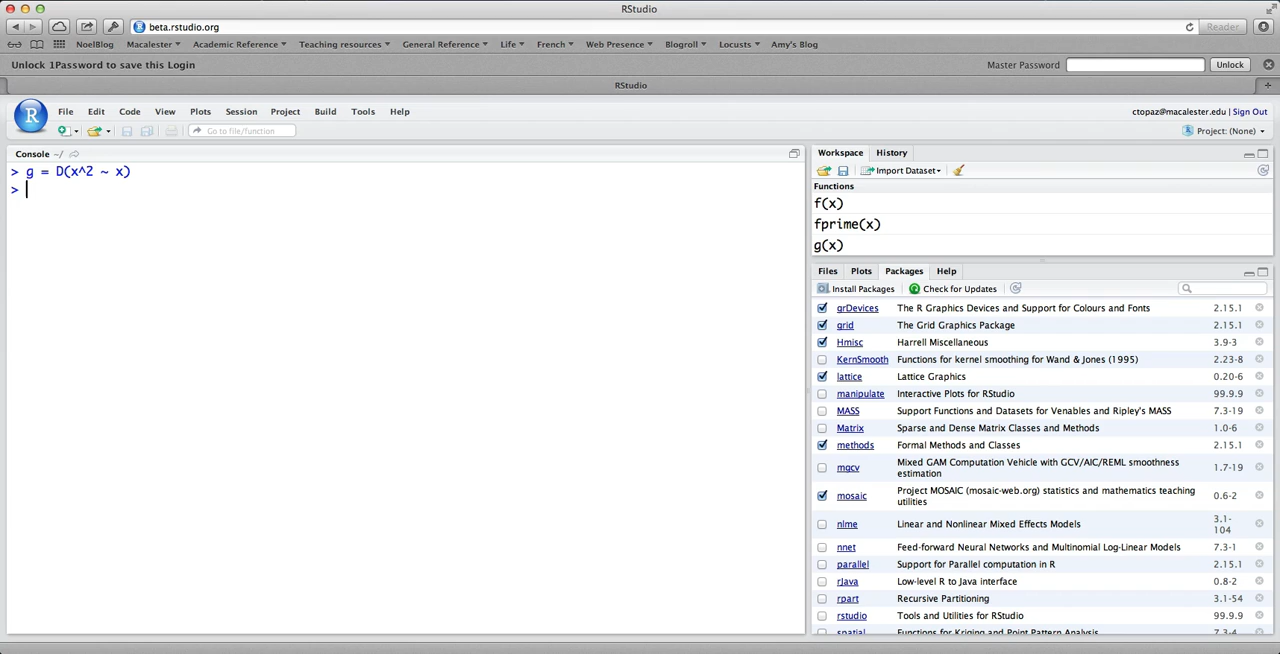 RStudio
beta.rstudio.org
Reader
NoelBlog Macalester Academic Reference Teaching resources General Reference Life French Web Presence Blogroll Locusts Amy's Blog
Unlock 1Password to save this Login Master Password Unlock
RStudio
R File Edit Code View Plots Session Project Build Tools Help ctopaz@macalester.edu | Sign Out
Go to file/function Project: (None)
Console ~/
> g = D(x^2 ~ x)
>
Workspace History
Import Dataset
Functions
f(x)
fprime(x)
g(x)
Files Plots Packages Help
Install Packages Check for Updates
grDevices The R Graphics Devices and Support for Colours and Fonts 2.15.1
grid The Grid Graphics Package 2.15.1
Hmisc Harrell Miscellaneous 3.9-3
KernSmooth Functions for kernel smoothing for Wand & Jones (1995) 2.23-8
lattice Lattice Graphics 0.20-6
manipulate Interactive Plots for RStudio 99.9.9
MASS Support Functions and Datasets for Venables and Ripley's MASS 7.3-19
Matrix Sparse and Dense Matrix Classes and Methods 1.0-6
methods Formal Methods and Classes 2.15.1
mgcv Mixed GAM Computation Vehicle with GCV/AIC/REML smoothness estimation 1.7-19
mosaic Project MOSAIC (mosaic-web.org) statistics and mathematics teaching utilities 0.6-2
nlme Linear and Nonlinear Mixed Effects Models 3.1-104
nnet Feed-forward Neural Networks and Multinomial Log-Linear Models 7.3-1
parallel Support for Parallel computation in R 2.15.1
rJava Low-level R to Java interface 0.8-2
rpart Recursive Partitioning 3.1-54
rstudio Tools and Utilities for RStudio 99.9.9
spatial Functions for Kriging and Point Pattern Analysis 7.3-4